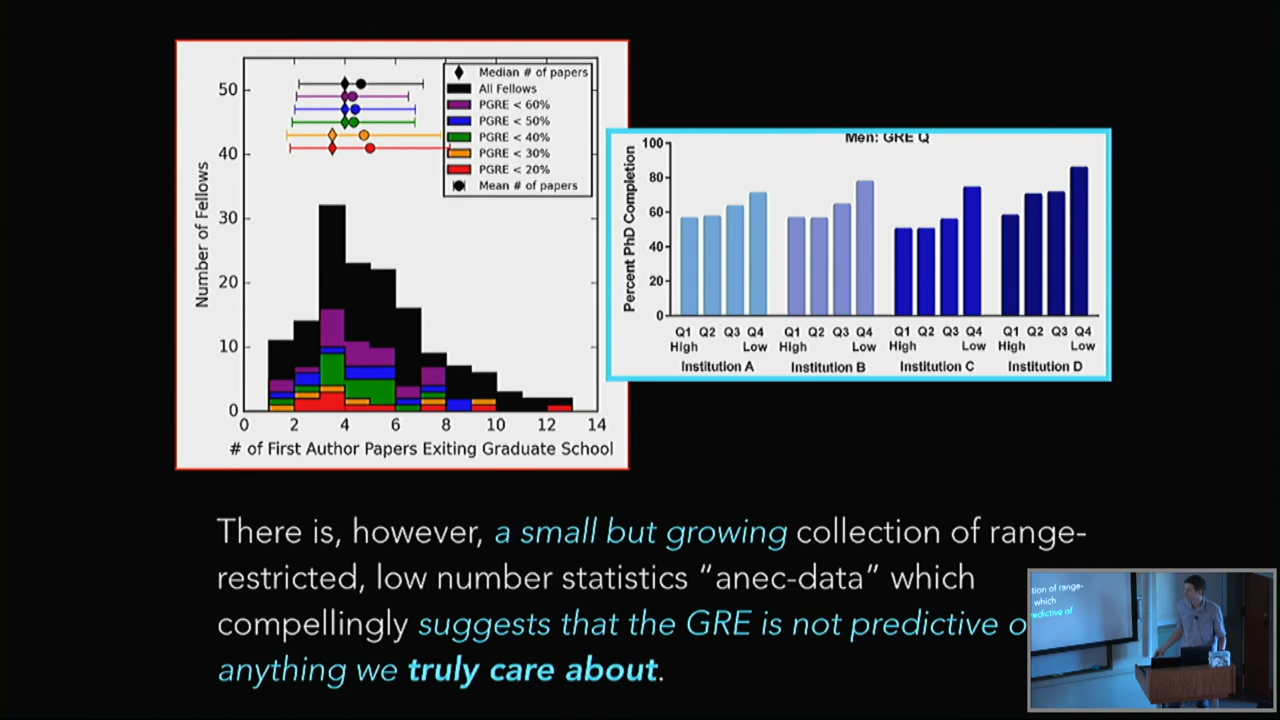 50
40
30
20
10
0
Number of Fellows
0 2 4 6 8 10 12 14
# of First Author Papers Exiting Graduate School
Median # of papers
All Fellows
PGRE < 60%
PGRE < 50%
PGRE < 40%
PGRE < 30%
PGRE < 20%
Mean # of papers
Men: GRE Q
Percent PhD Completion
100
80
60
40
20
0
Q1 Q2 Q3 Q4 Q1 Q2 Q3 Q4 Q1 Q2 Q3 Q4 Q1 Q2 Q3 Q4
High Low High Low High Low High Low
Institution A Institution B Institution C Institution D
There is, however, a small but growing collection of range-
restricted, low number statistics “anec-data” which
compellingly suggests that the GRE is not predictive o
anything we truly care about.
tion of range-
which
edictive of